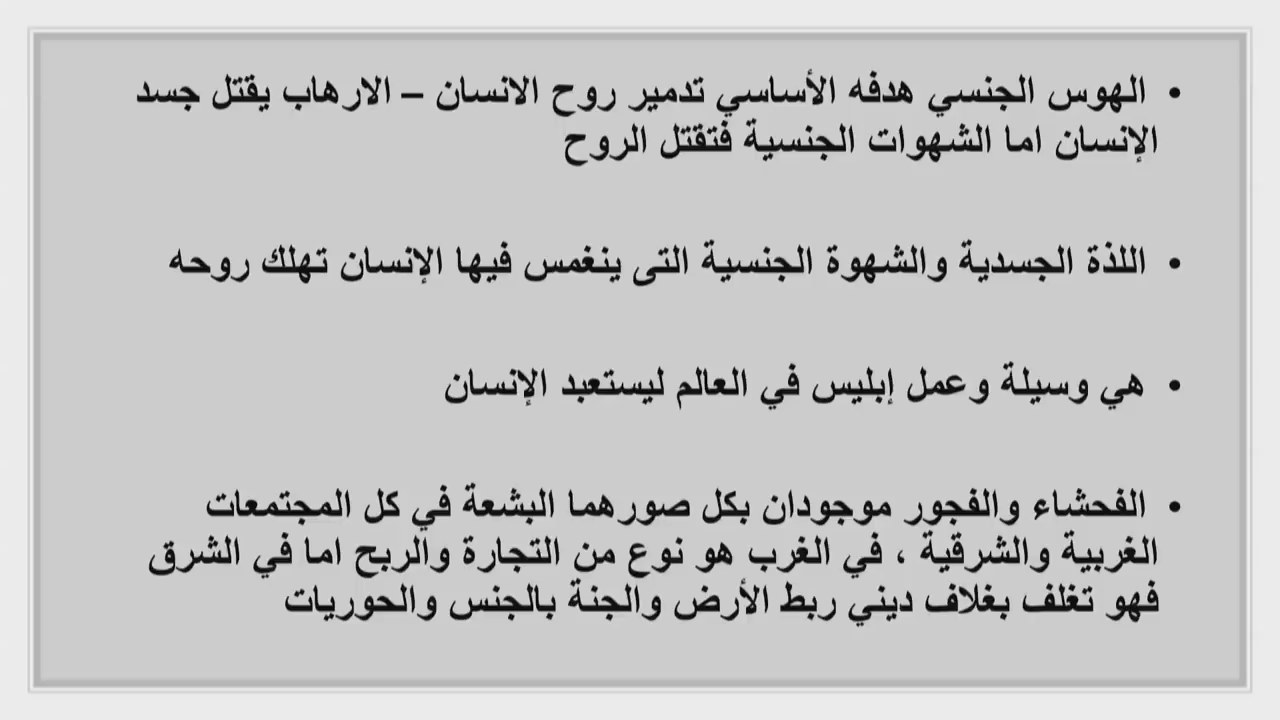 • الهوس الجنسي هدفه الأساسي تدمير روح الانسان – الارهاب يقتل جسد
الإنسان اما الشهوات الجنسية فتقتل الروح
• اللذة الجسدية والشهوة الجنسية التى ينغمس فيها الإنسان تهلك روحه
• هي وسيلة وعمل إبليس في العالم ليستعبد الإنسان
• الفحشاء والفجور موجودان بكل صورهما البشعة في كل المجتمعات
الغربية والشرقية ، في الغرب هو نوع من التجارة والربح اما في الشرق
فهو تغلف بغلاف ديني ربط الأرض والجنة بالجنس والحوريات